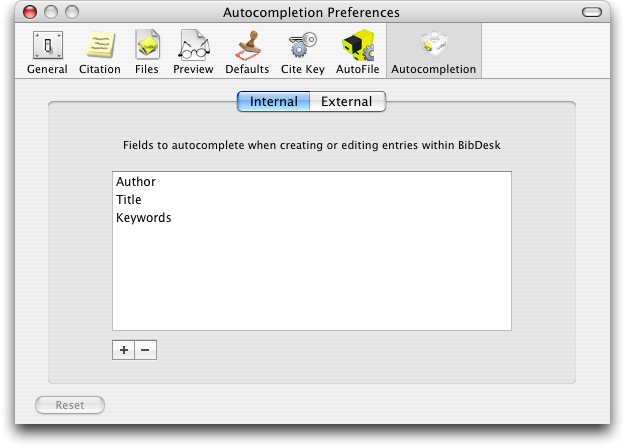 Autocompletion Preferences
General Citation Files Preview Defaults Cite Key AutoFile Autocompletion
Internal External
Fields to autocomplete when creating or editing entries within BibDesk
Author
Title
Keywords
+ −
Reset